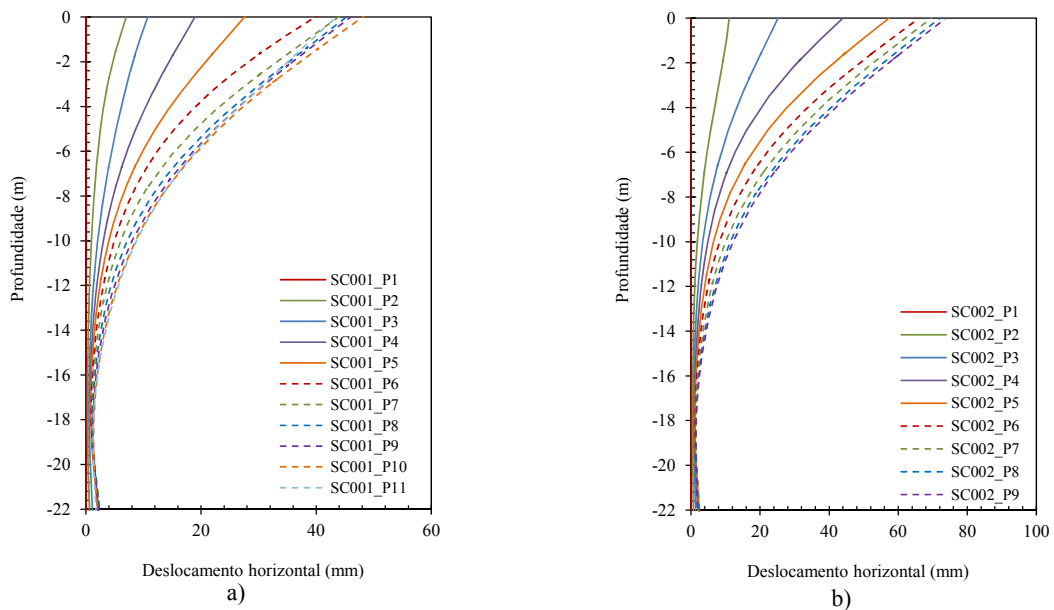 0
-2
-4
-6
-8
-10
-12
-14
-16
-18
-20
-22
Profundidade (m)
0 20 40 60
Deslocamento horizontal (mm)
SC001_P1
SC001_P2
SC001_P3
SC001_P4
SC001_P5
SC001_P6
SC001_P7
SC001_P8
SC001_P9
SC001_P10
SC001_P11
a)
0
-2
-4
-6
-8
-10
-12
-14
-16
-18
-20
-22
Profundidade (m)
0 20 40 60 80 100
Deslocamento horizontal (mm)
SC002_P1
SC002_P2
SC002_P3
SC002_P4
SC002_P5
SC002_P6
SC002_P7
SC002_P8
SC002_P9
b)